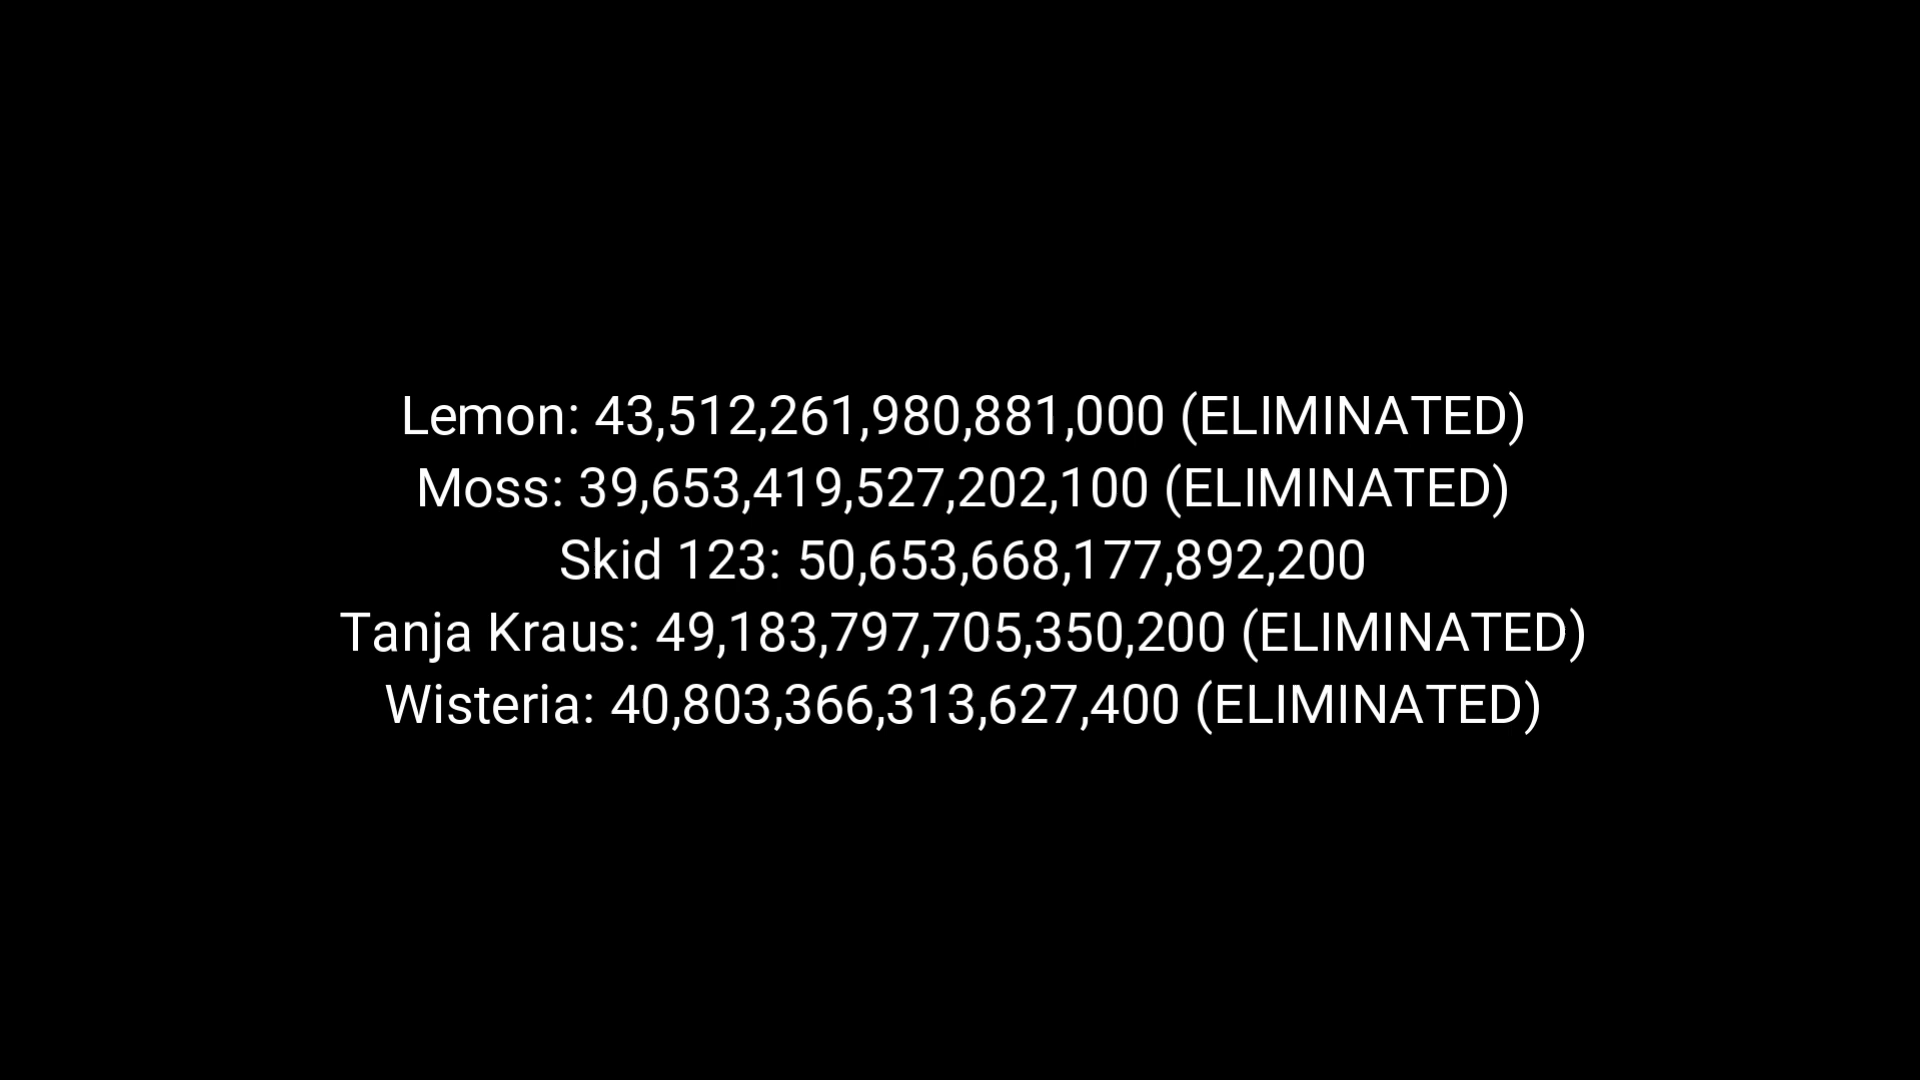 Lemon: 43,512,261,980,881,000 (ELIMINATED)
Moss: 39,653,419,527,202,100 (ELIMINATED)
Skid 123: 50,653,668,177,892,200
Tanja Kraus: 49,183,797,705,350,200 (ELIMINATED)
Wisteria: 40,803,366,313,627,400 (ELIMINATED)